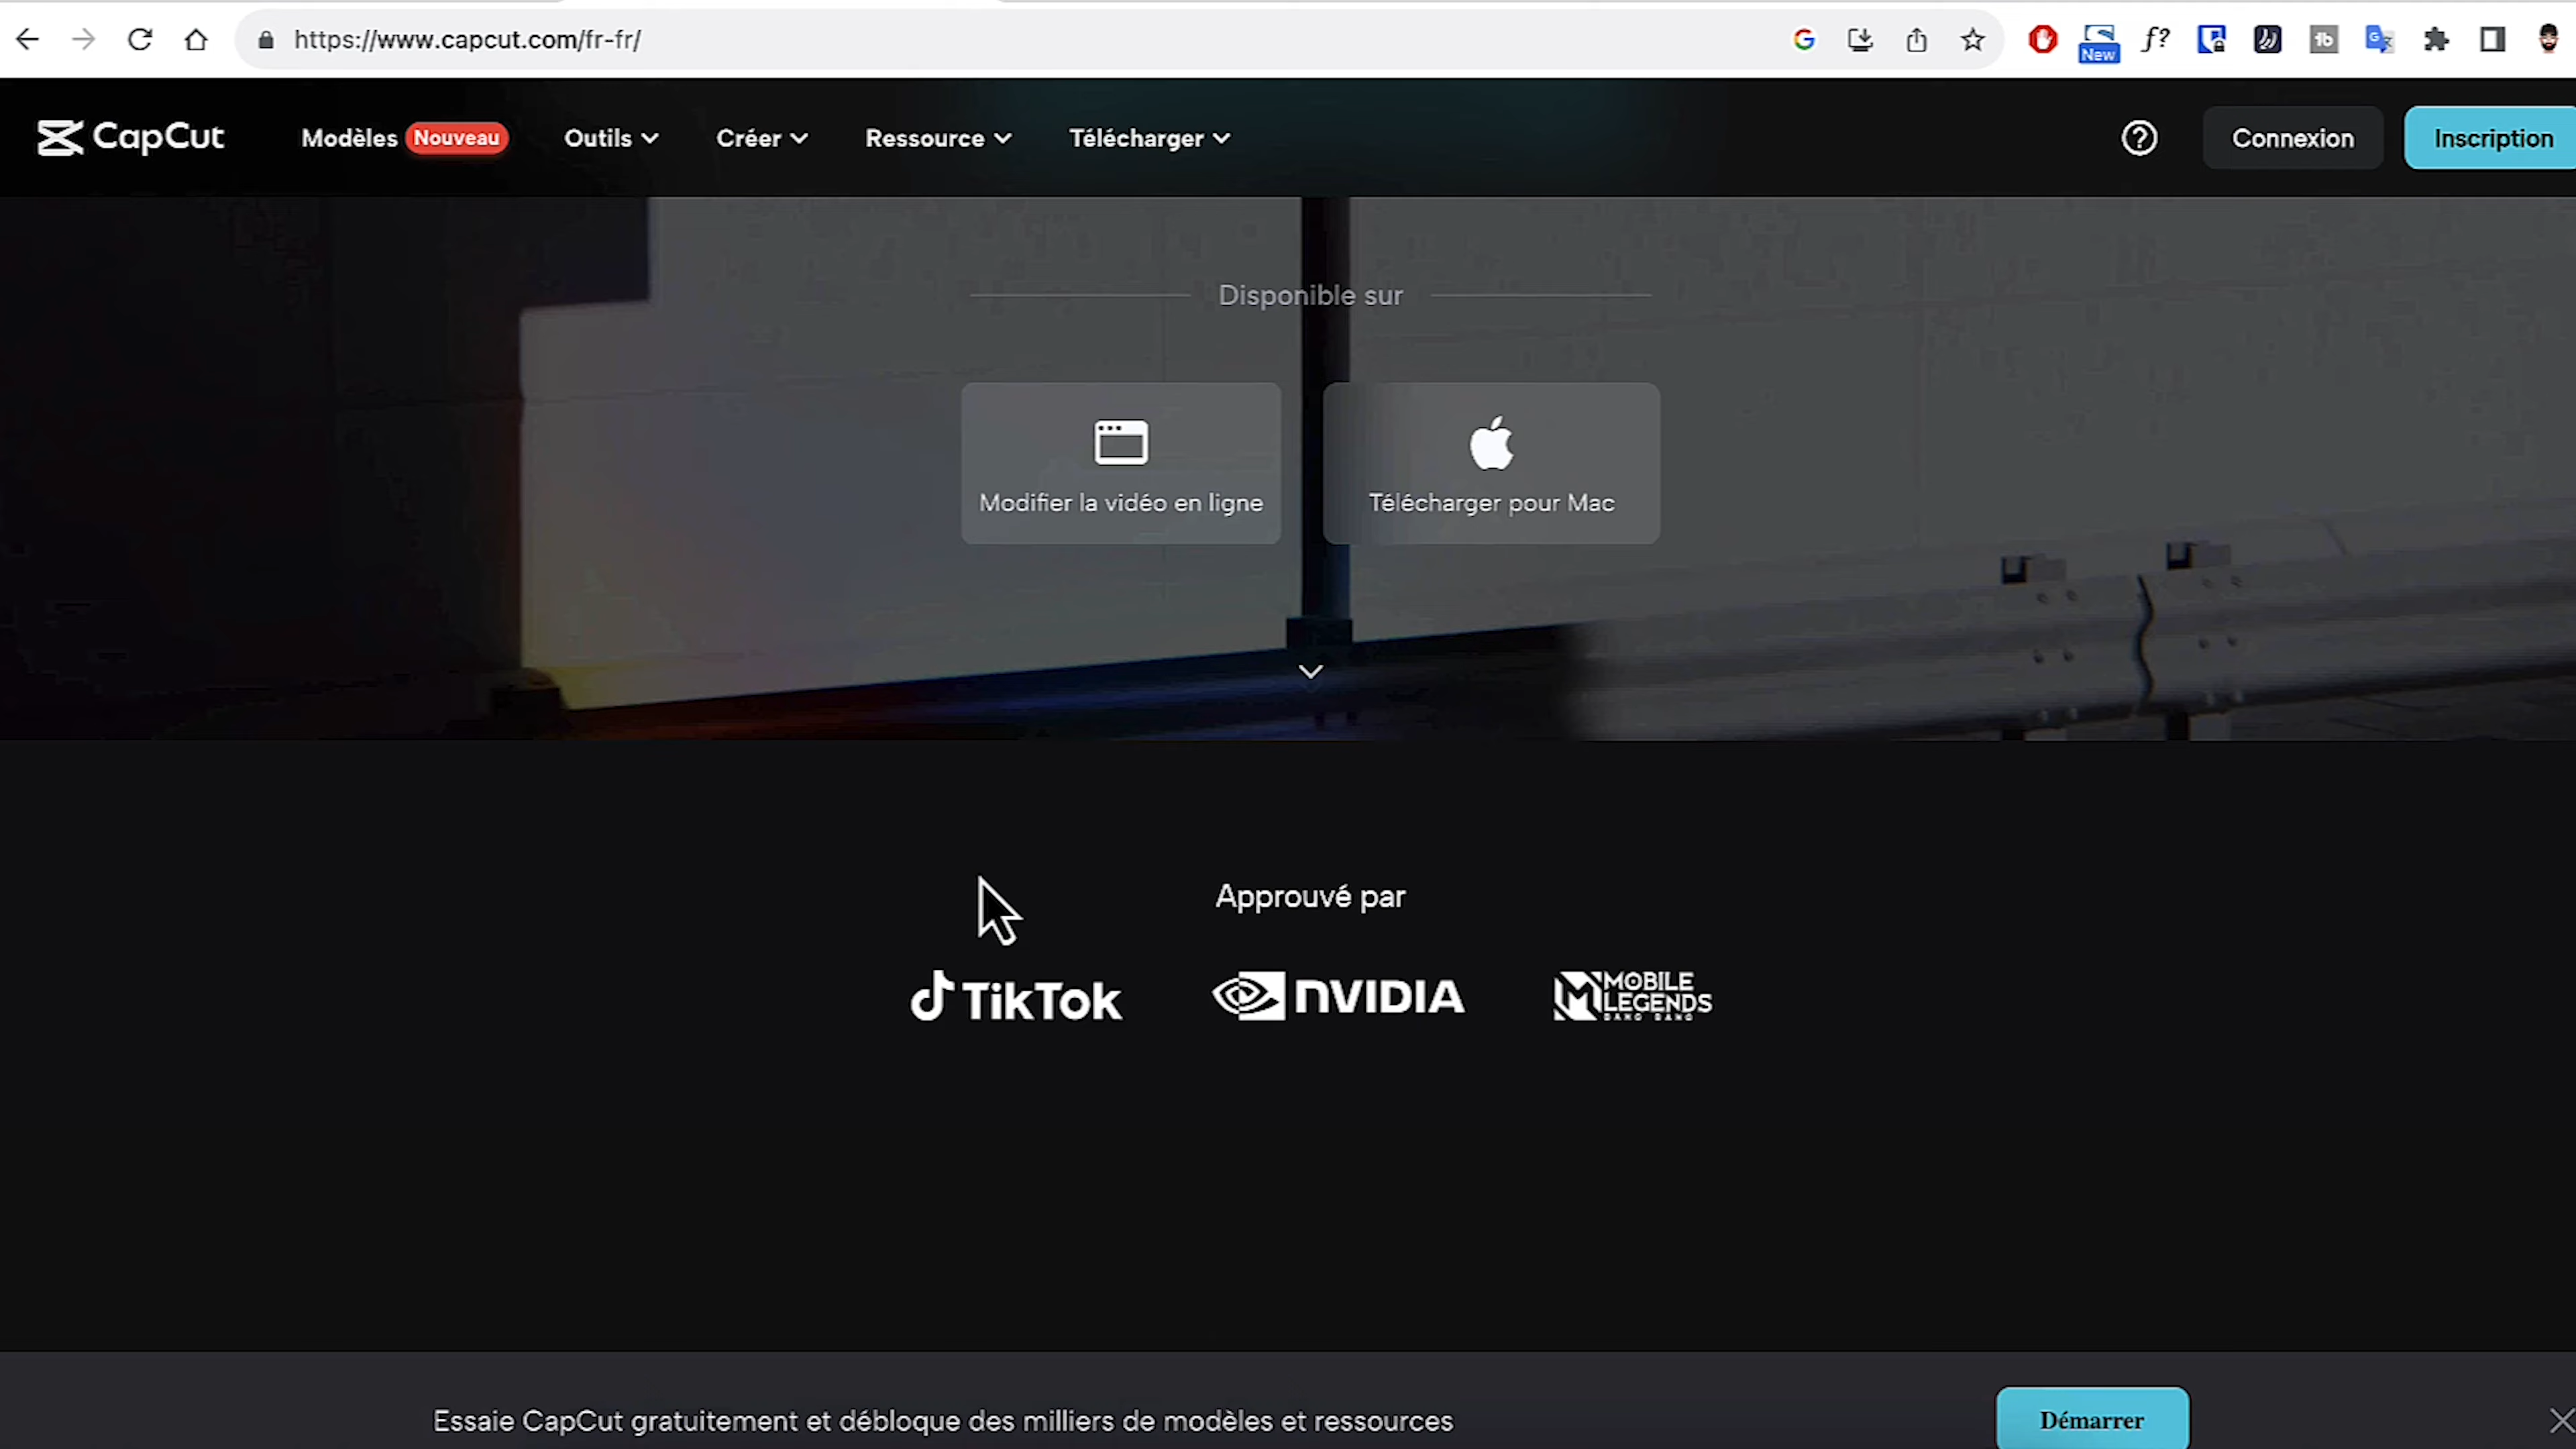 https://www.capcut.com/fr-fr/
New
f?
CapCut
Modèles Nouveau
Outils
Créer
Ressource
Télécharger
Connexion
Inscription
Disponible sur
Modifier la vidéo en ligne
Télécharger pour Mac
Approuvé par
TikTok
NVIDIA
MOBILE
LEGENDS
BANG BANG
Essaie CapCut gratuitement et débloque des milliers de modèles et ressources
Démarrer